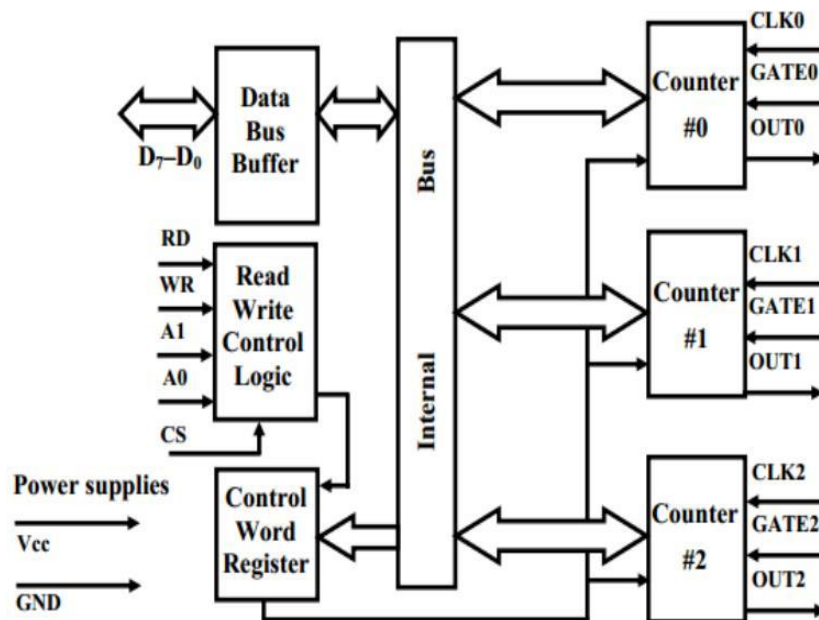 Data
Bus
Buffer
D₇–D₀
RD
WR
A1
A0
CS
Read
Write
Control
Logic
Power supplies
Vcc
GND
Control
Word
Register
Internal Bus
Counter
#0
CLK0
GATE0
OUT0
Counter
#1
CLK1
GATE1
OUT1
Counter
#2
CLK2
GATE2
OUT2